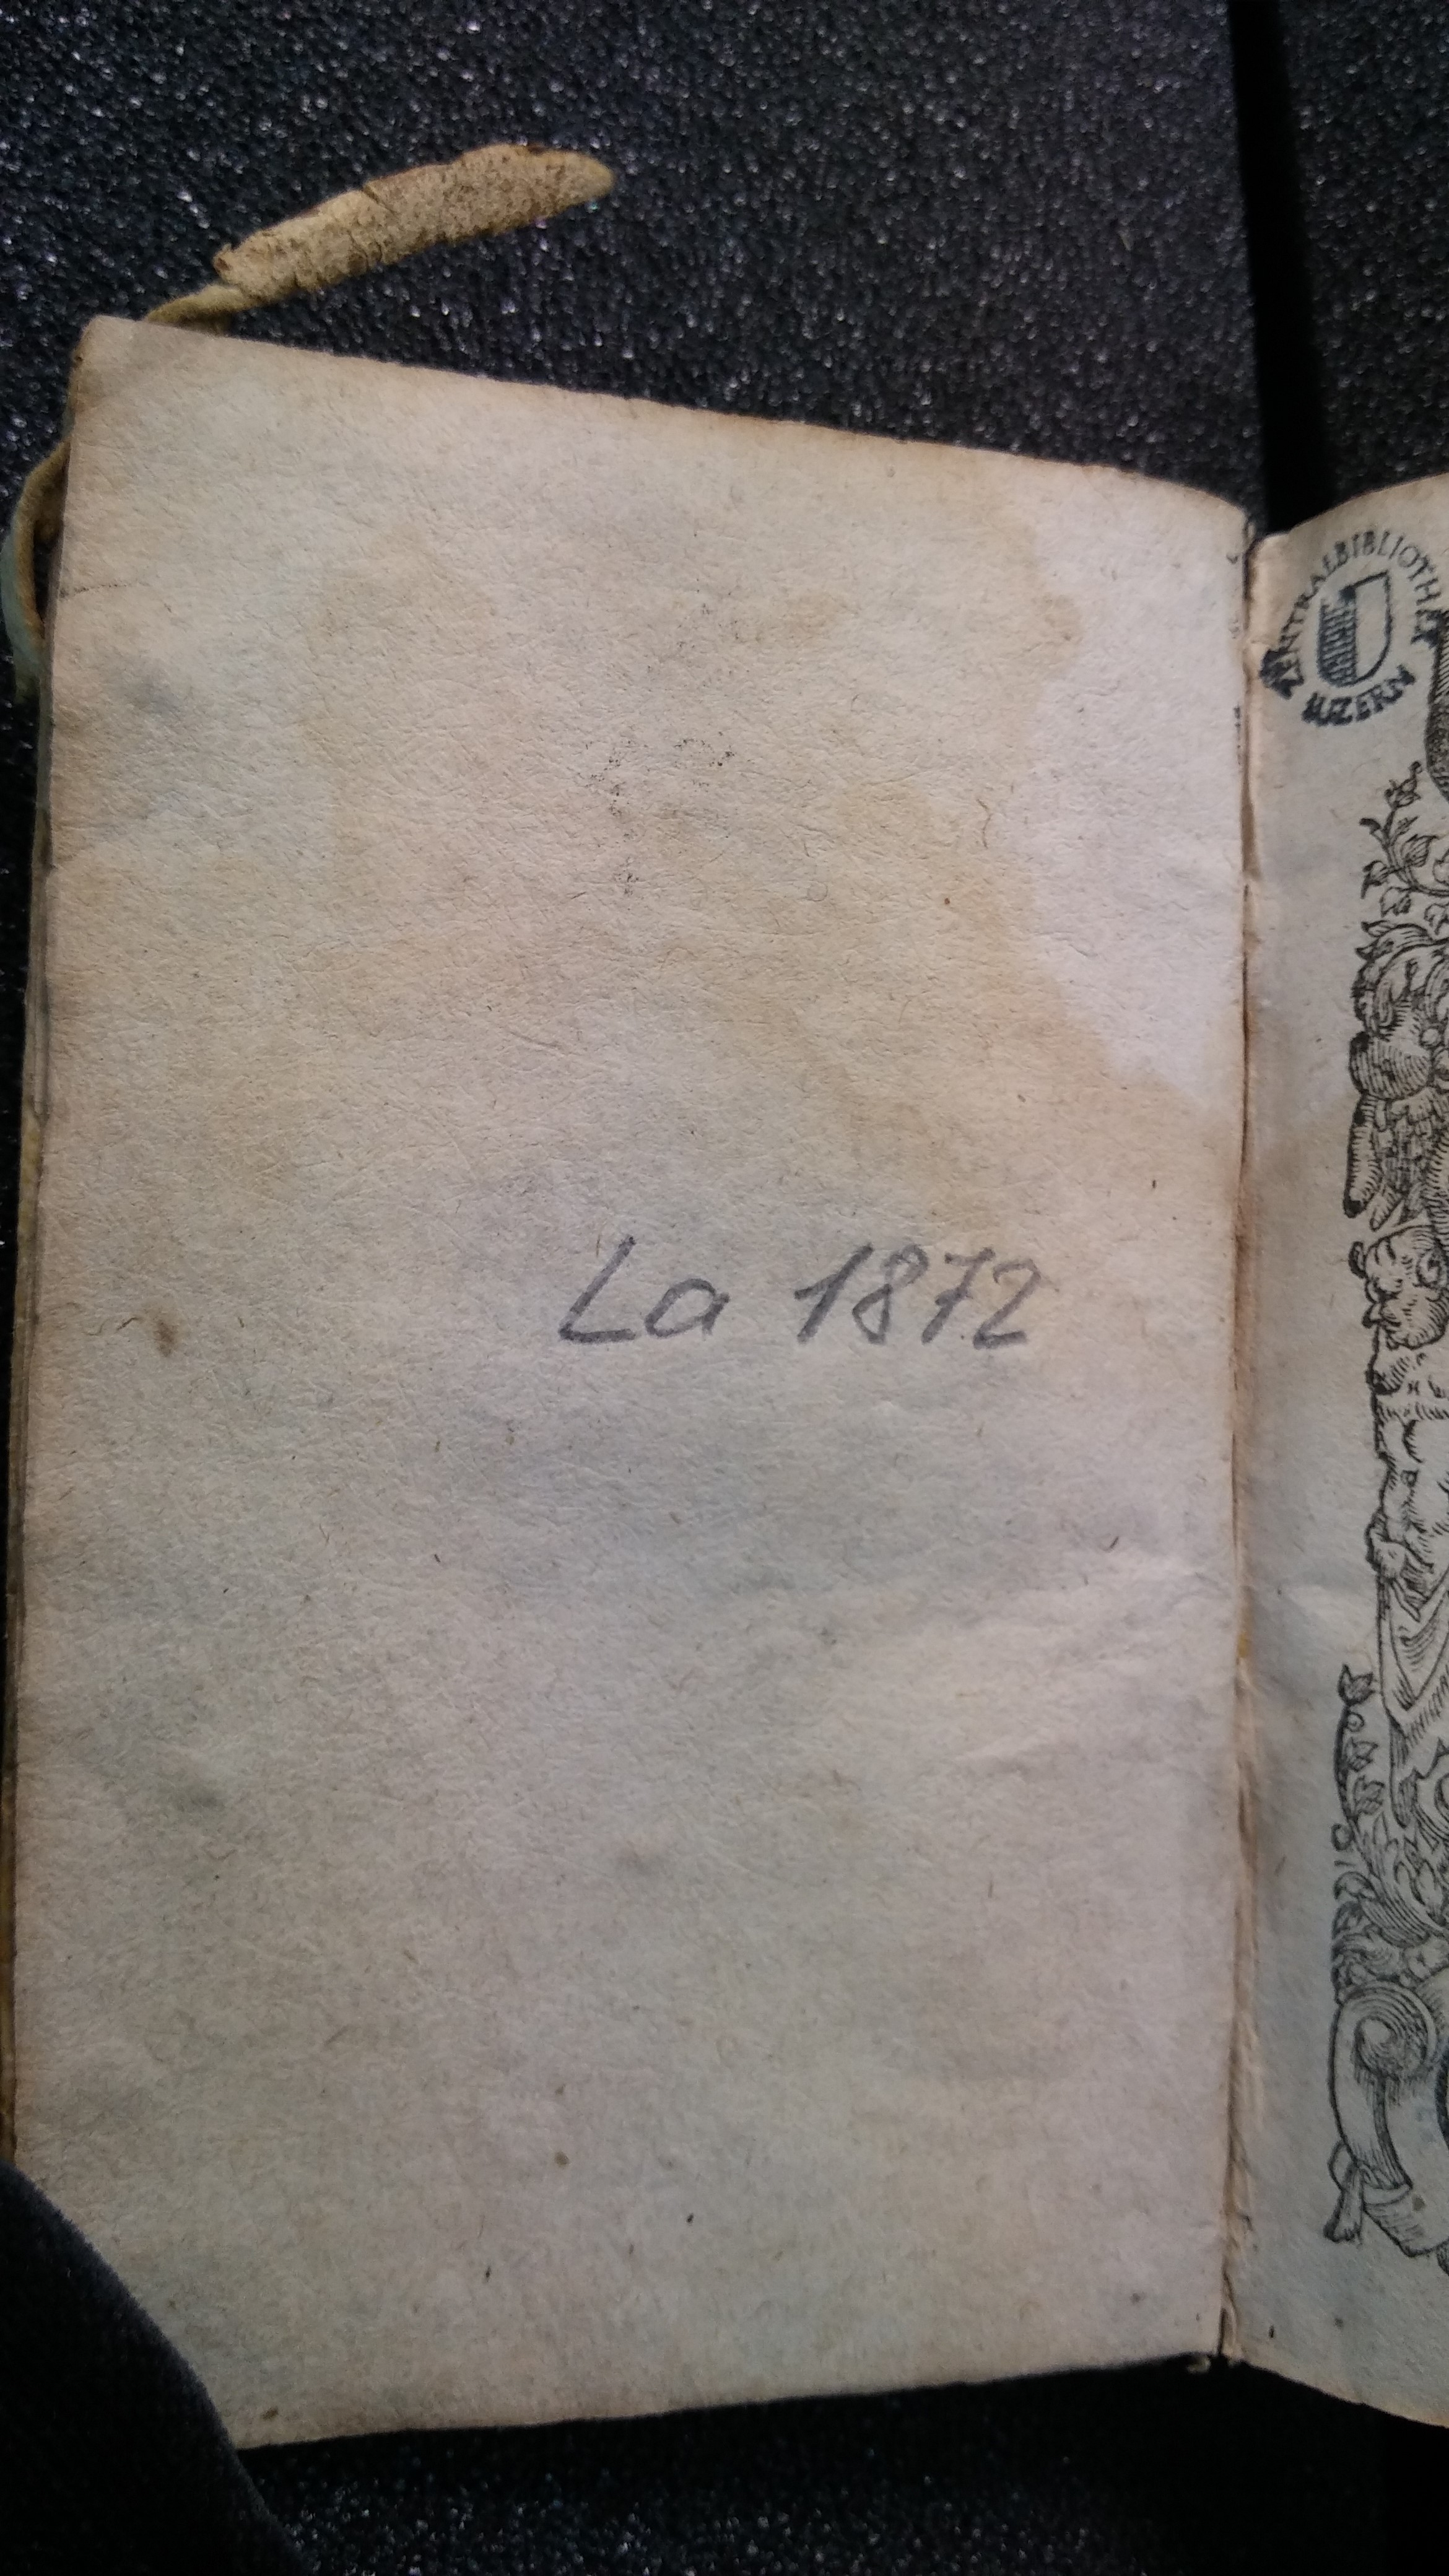 La 1872
ZENTRALBIBLIOTHEK
LUZERN